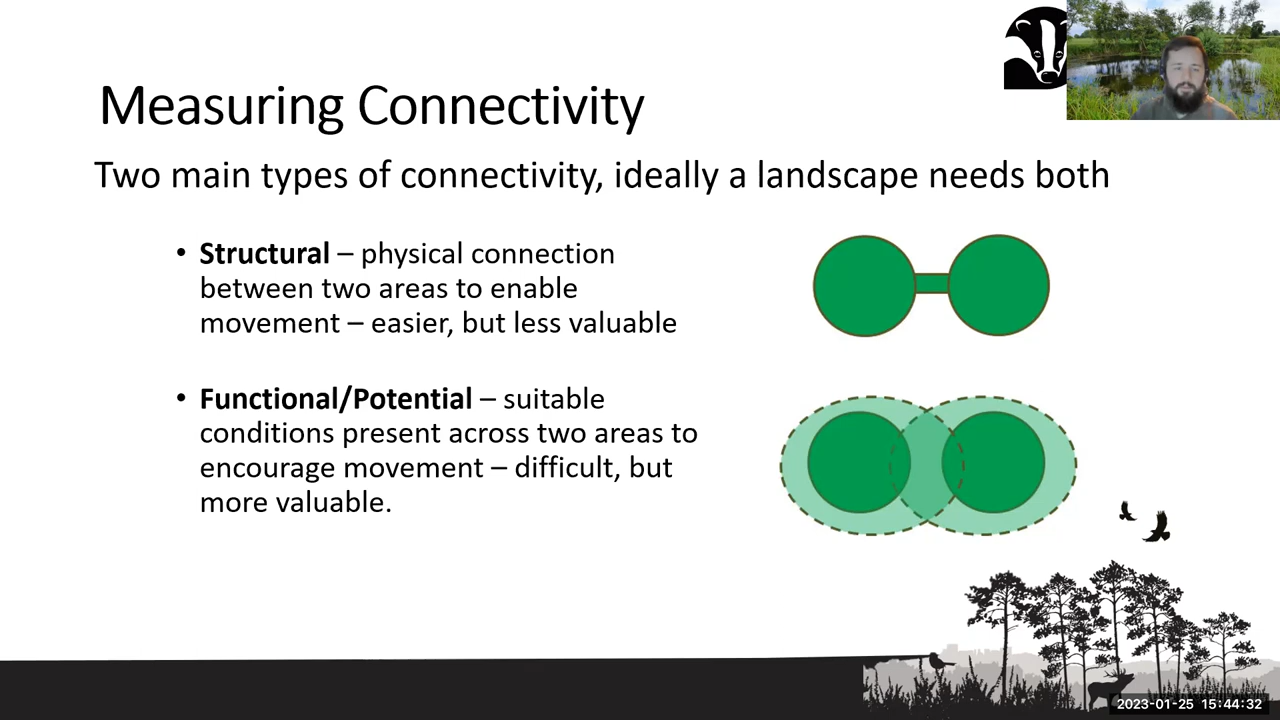 Measuring Connectivity
Two main types of connectivity, ideally a landscape needs both
• Structural – physical connection
between two areas to enable
movement – easier, but less valuable
• Functional/Potential – suitable
conditions present across two areas to
encourage movement – difficult, but
more valuable.
2023-01-25 15:44:32